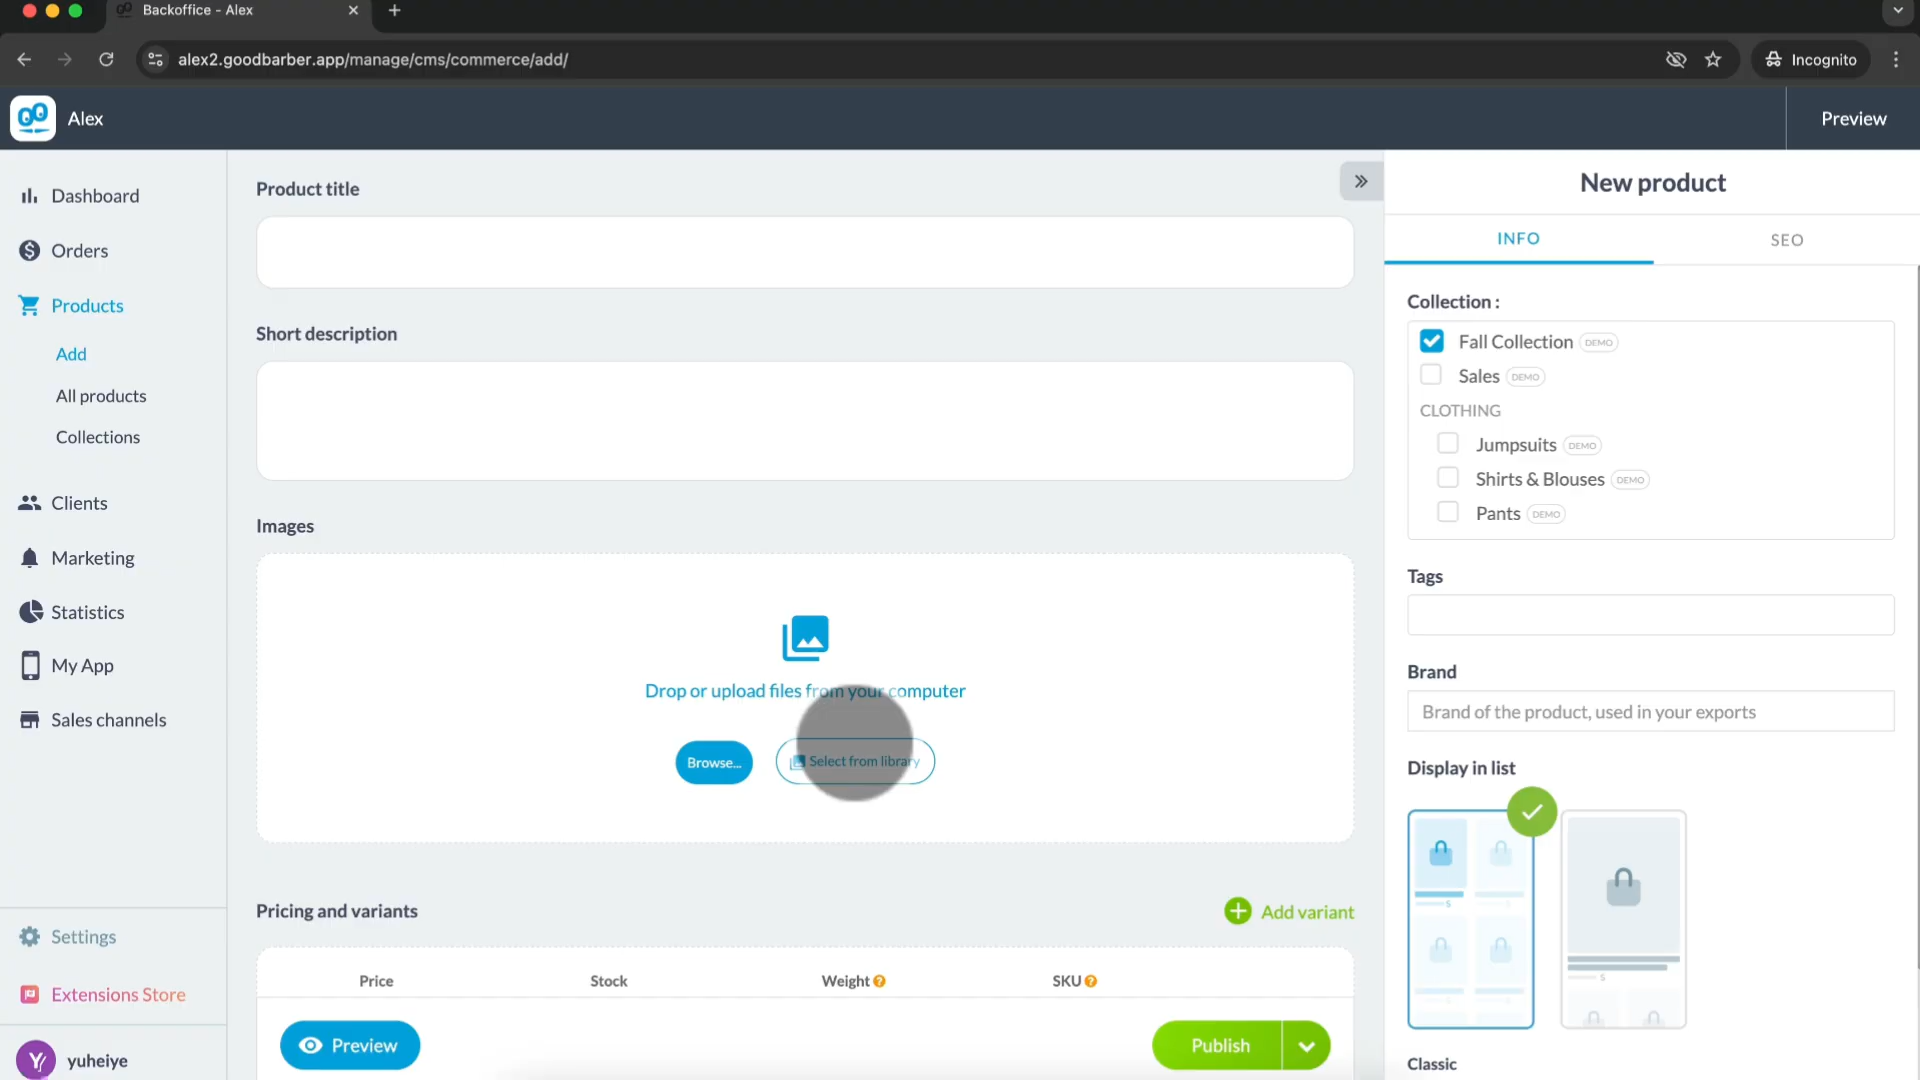 Backoffice - Alex
alex2.goodbarber.app/manage/cms/commerce/add/
Incognito
Alex
Preview
Dashboard
Orders
Products
Add
All products
Collections
Clients
Marketing
Statistics
My App
Sales channels
Settings
Extensions Store
yuheiye
Product title
Short description
Images
Drop or upload files from your computer
Browse...
Select from library
Pricing and variants
Add variant
Price
Stock
Weight
SKU
Preview
Publish
New product
INFO
SEO
Collection :
Fall Collection DEMO
Sales DEMO
CLOTHING
Jumpsuits DEMO
Shirts & Blouses DEMO
Pants DEMO
Tags
Brand
Brand of the product, used in your exports
Display in list
Classic